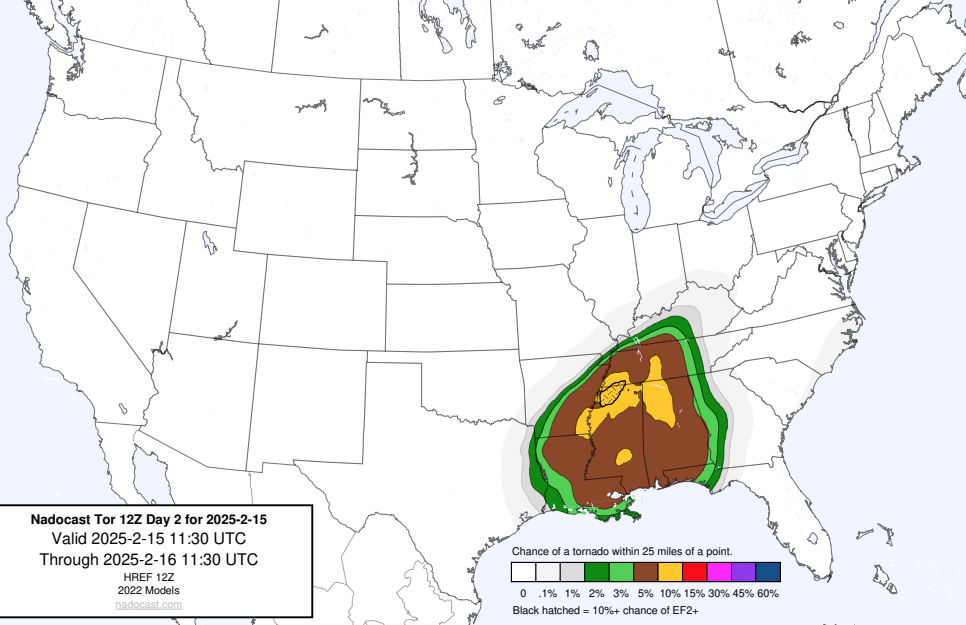 Nadocast Tor 12Z Day 2 for 2025-2-15
Valid 2025-2-15 11:30 UTC
Through 2025-2-16 11:30 UTC
HREF 12Z
2022 Models
nadocast.com
Chance of a tornado within 25 miles of a point.
0 .1% 1% 2% 3% 5% 10% 15% 30% 45% 60%
Black hatched = 10%+ chance of EF2+